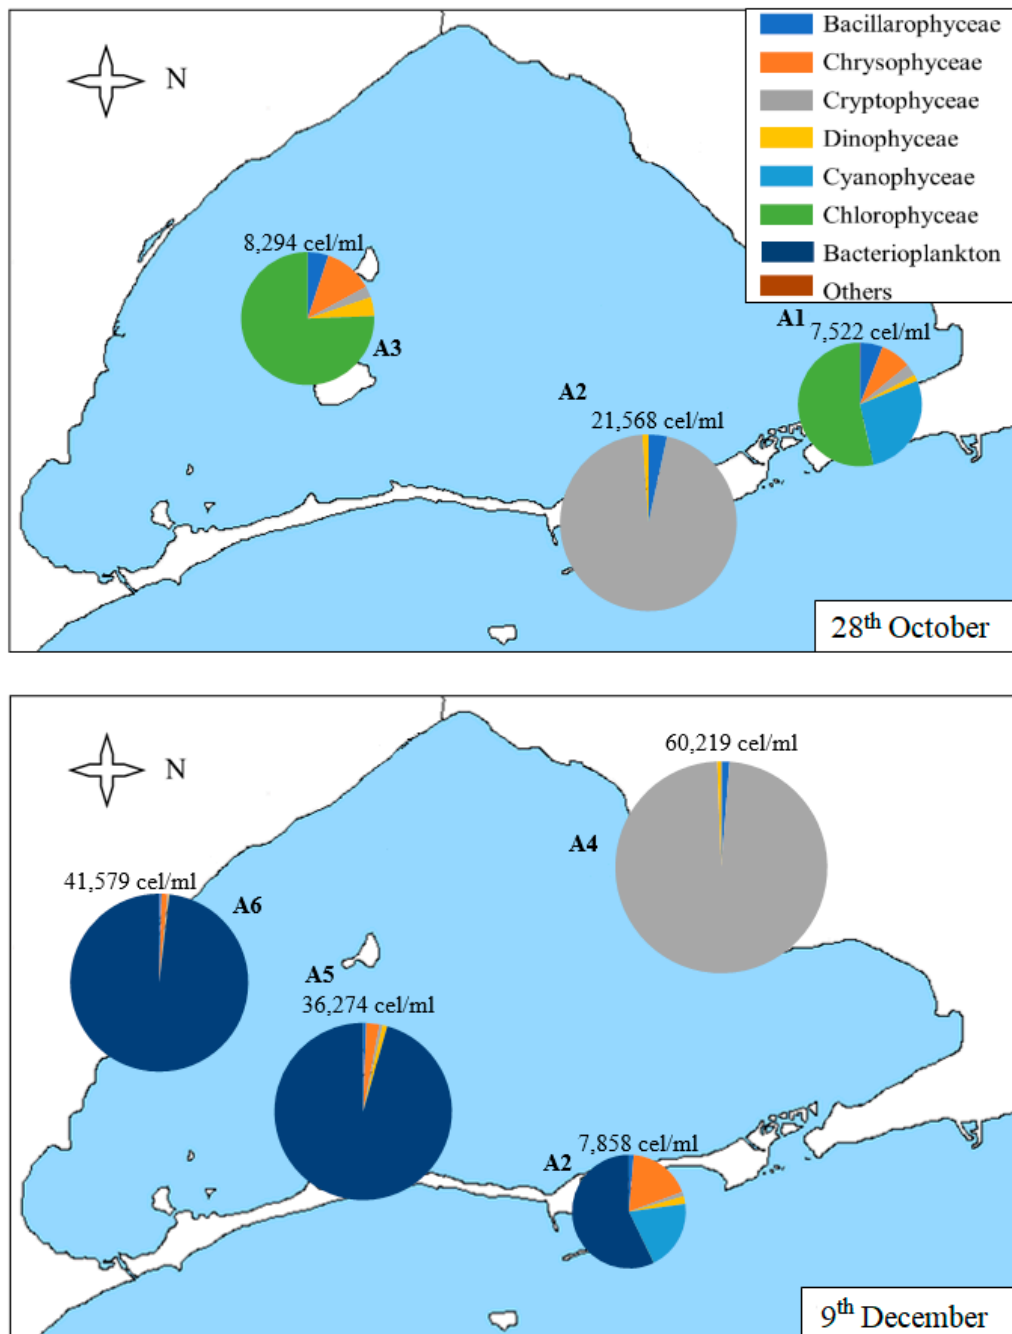 Bacillarophyceae
Chrysophyceae
Cryptophyceae
Dinophyceae
Cyanophyceae
Chlorophyceae
Bacterioplankton
Others
N
8,294 cel/ml
A3
A1
7,522 cel/ml
A2
21,568 cel/ml
28th October
N
60,219 cel/ml
A4
41,579 cel/ml
A6
A5
36,274 cel/ml
7,858 cel/ml
A2
9th December